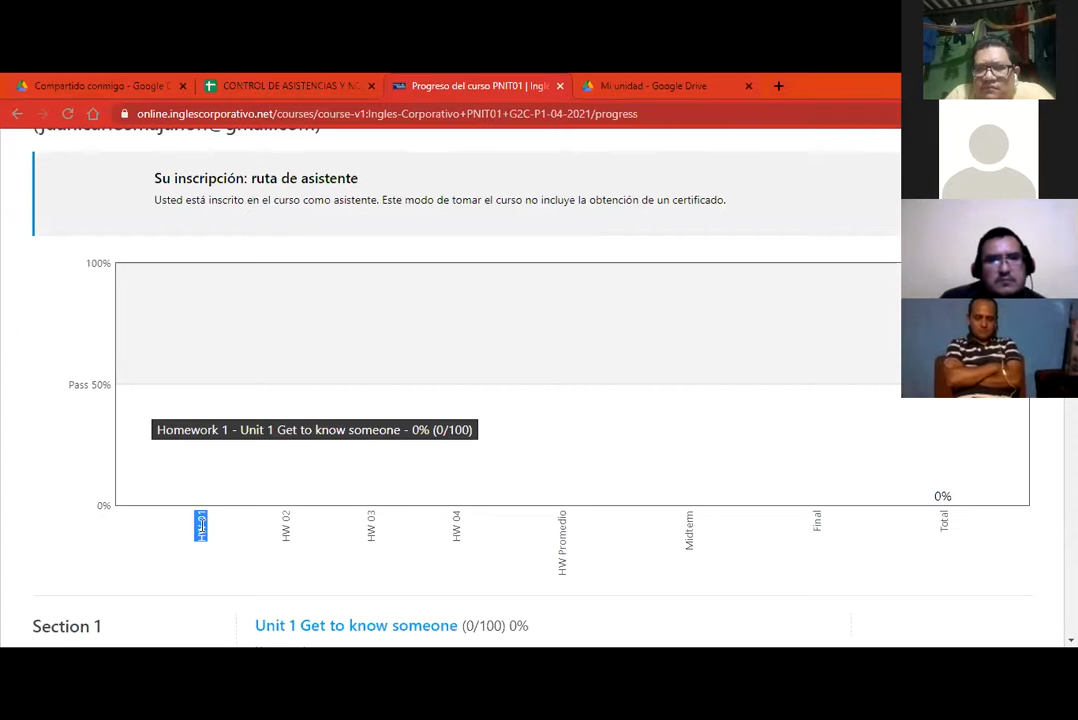 Compartido conmigo - Google D
CONTROL DE ASISTENCIAS Y NO
Progreso del curso PNIT01 | Ingl
Mi unidad - Google Drive
online.inglescorporativo.net/courses/course-v1:Ingles-Corporativo+PNIT01+G2C-P1-04-2021/progress
Su inscripción: ruta de asistente
Usted está inscrito en el curso como asistente. Este modo de tomar el curso no incluye la obtención de un certificado.
100%
Pass 50%
Homework 1 - Unit 1 Get to know someone - 0% (0/100)
0%
0%
HW 01
HW 02
HW 03
HW 04
HW Promedio
Midterm
Final
Total
Section 1
Unit 1 Get to know someone (0/100) 0%